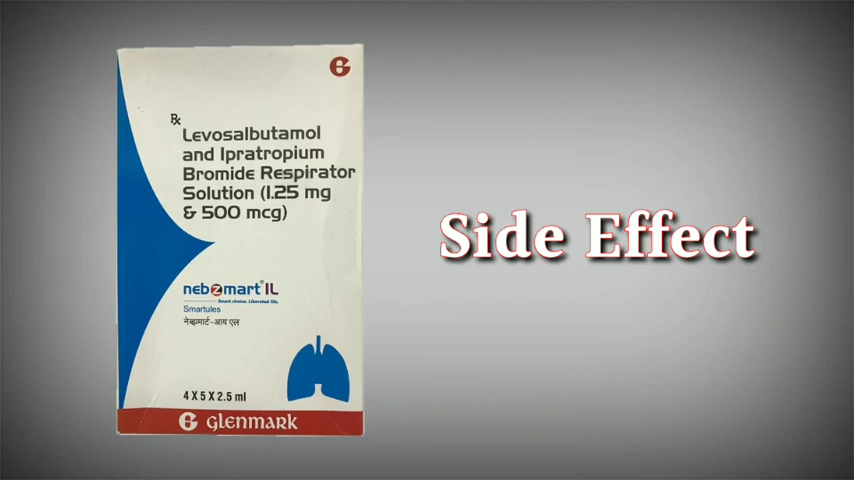 Rx
Levosalbutamol
and Ipratropium
Bromide Respirator
Solution (1.25 mg
& 500 mcg)
nebzmart® IL
Smart choice. Liberated life.
Smartules
नेब्ज़मार्ट-आय एल
4 X 5 X 2.5 ml
G glenmark
Side Effect